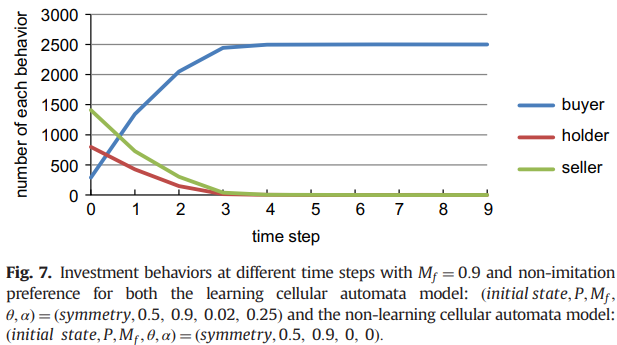 3000
2500
2000
1500
1000
500
0
number of each behavior
0 1 2 3 4 5 6 7 8 9
time step
buyer
holder
seller
Fig. 7. Investment behaviors at different time steps with M_f = 0.9 and non-imitation
preference for both the learning cellular automata model: (initial state, P, M_f,
θ, α) = (symmetry, 0.5, 0.9, 0.02, 0.25) and the non-learning cellular automata model:
(initial state, P, M_f, θ, α) = (symmetry, 0.5, 0.9, 0, 0).